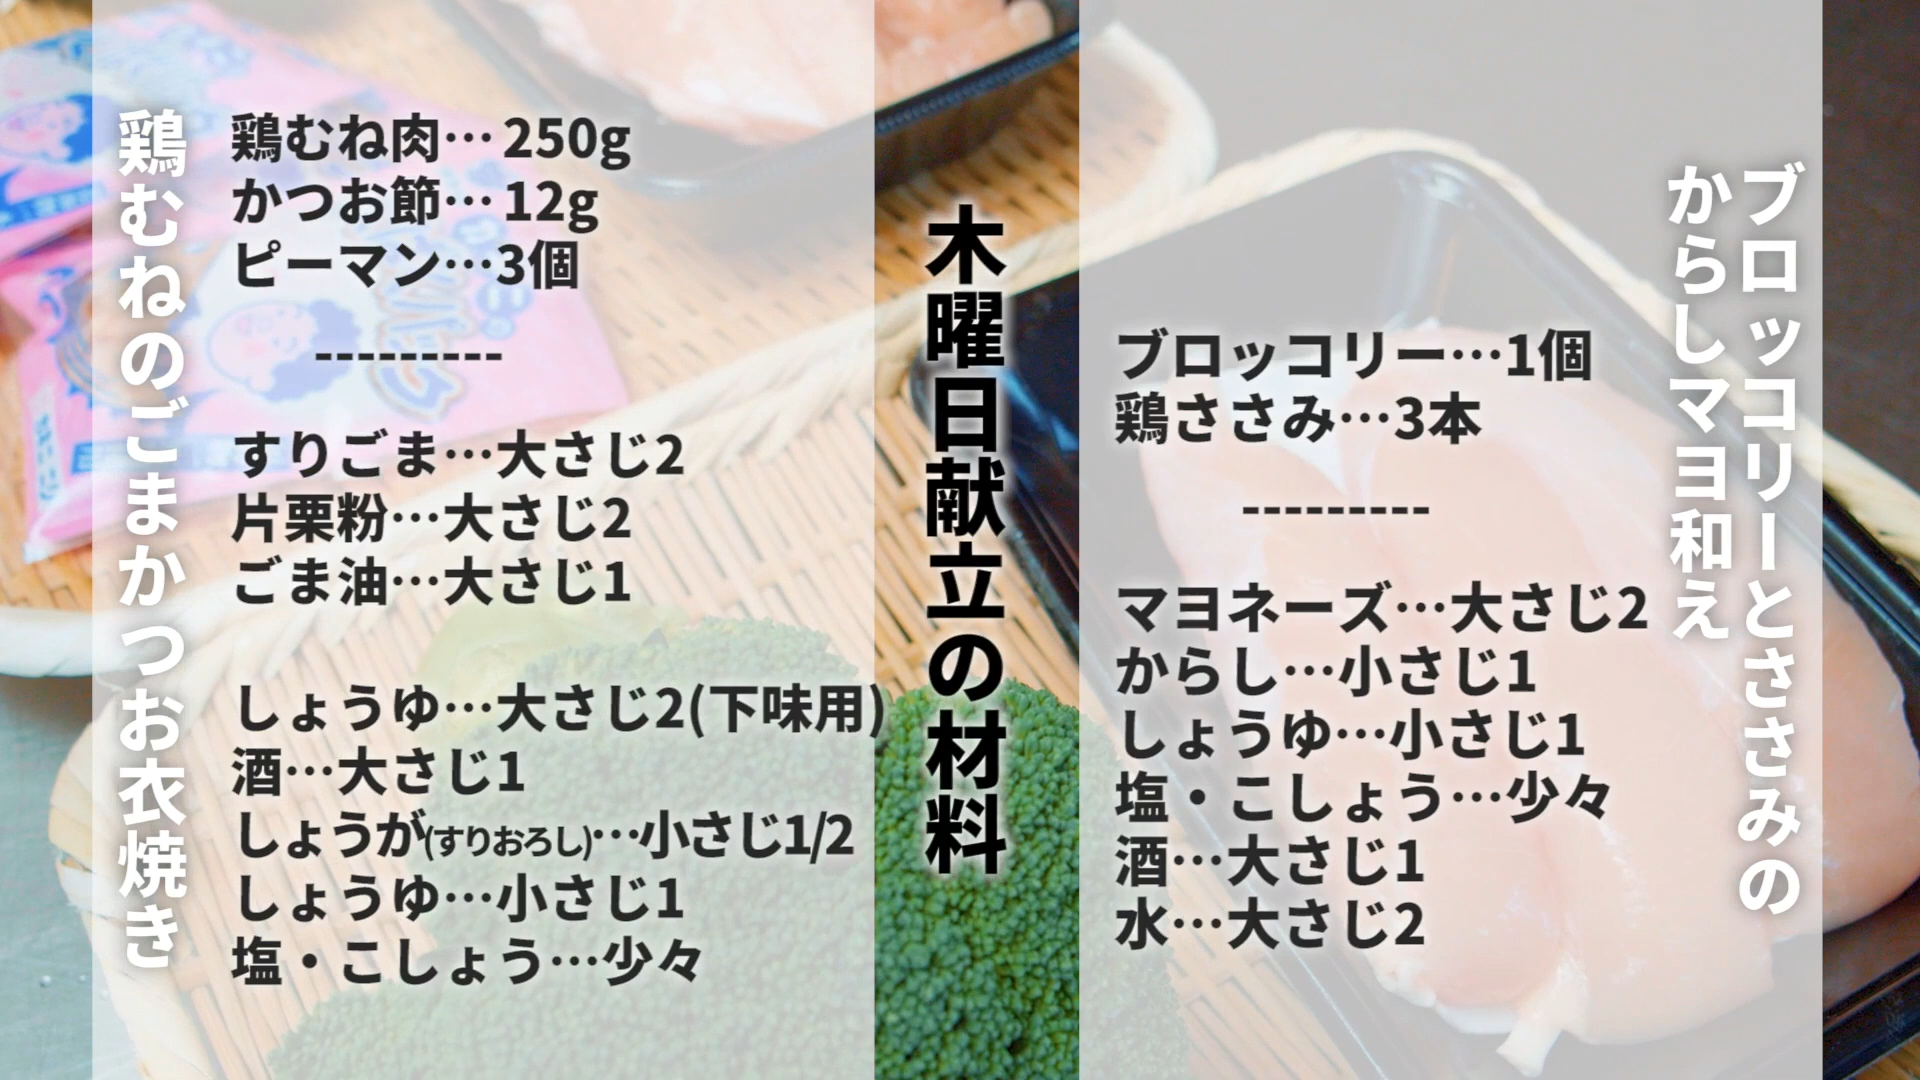 鶏むねのごまかつお衣焼き
鶏むね肉…250g
かつお節…12g
ピーマン…3個
---------
すりごま…大さじ2
片栗粉…大さじ2
ごま油…大さじ1
しょうゆ…大さじ2(下味用)
酒…大さじ1
しょうが(すりおろし)…小さじ1/2
しょうゆ…小さじ1
塩・こしょう…少々
木曜日献立の材料
ブロッコリーとささみの
からしマヨ和え
ブロッコリー…1個
鶏ささみ…3本
---------
マヨネーズ…大さじ2
からし…小さじ1
しょうゆ…小さじ1
塩・こしょう…少々
酒…大さじ1
水…大さじ2